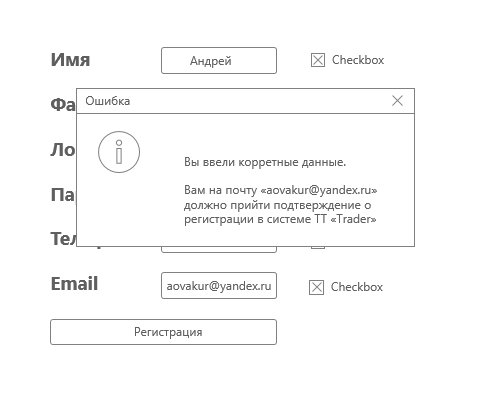 Имя
Андрей
Checkbox
Фа
Ошибка
Ло
Вы ввели корретные данные.
Па
Вам на почту «aovakur@yandex.ru»
должно прийти подтверждение о
регистрации в системе ТТ «Trader»
Тел
Email
aovakur@yandex.ru
Checkbox
Регистрация